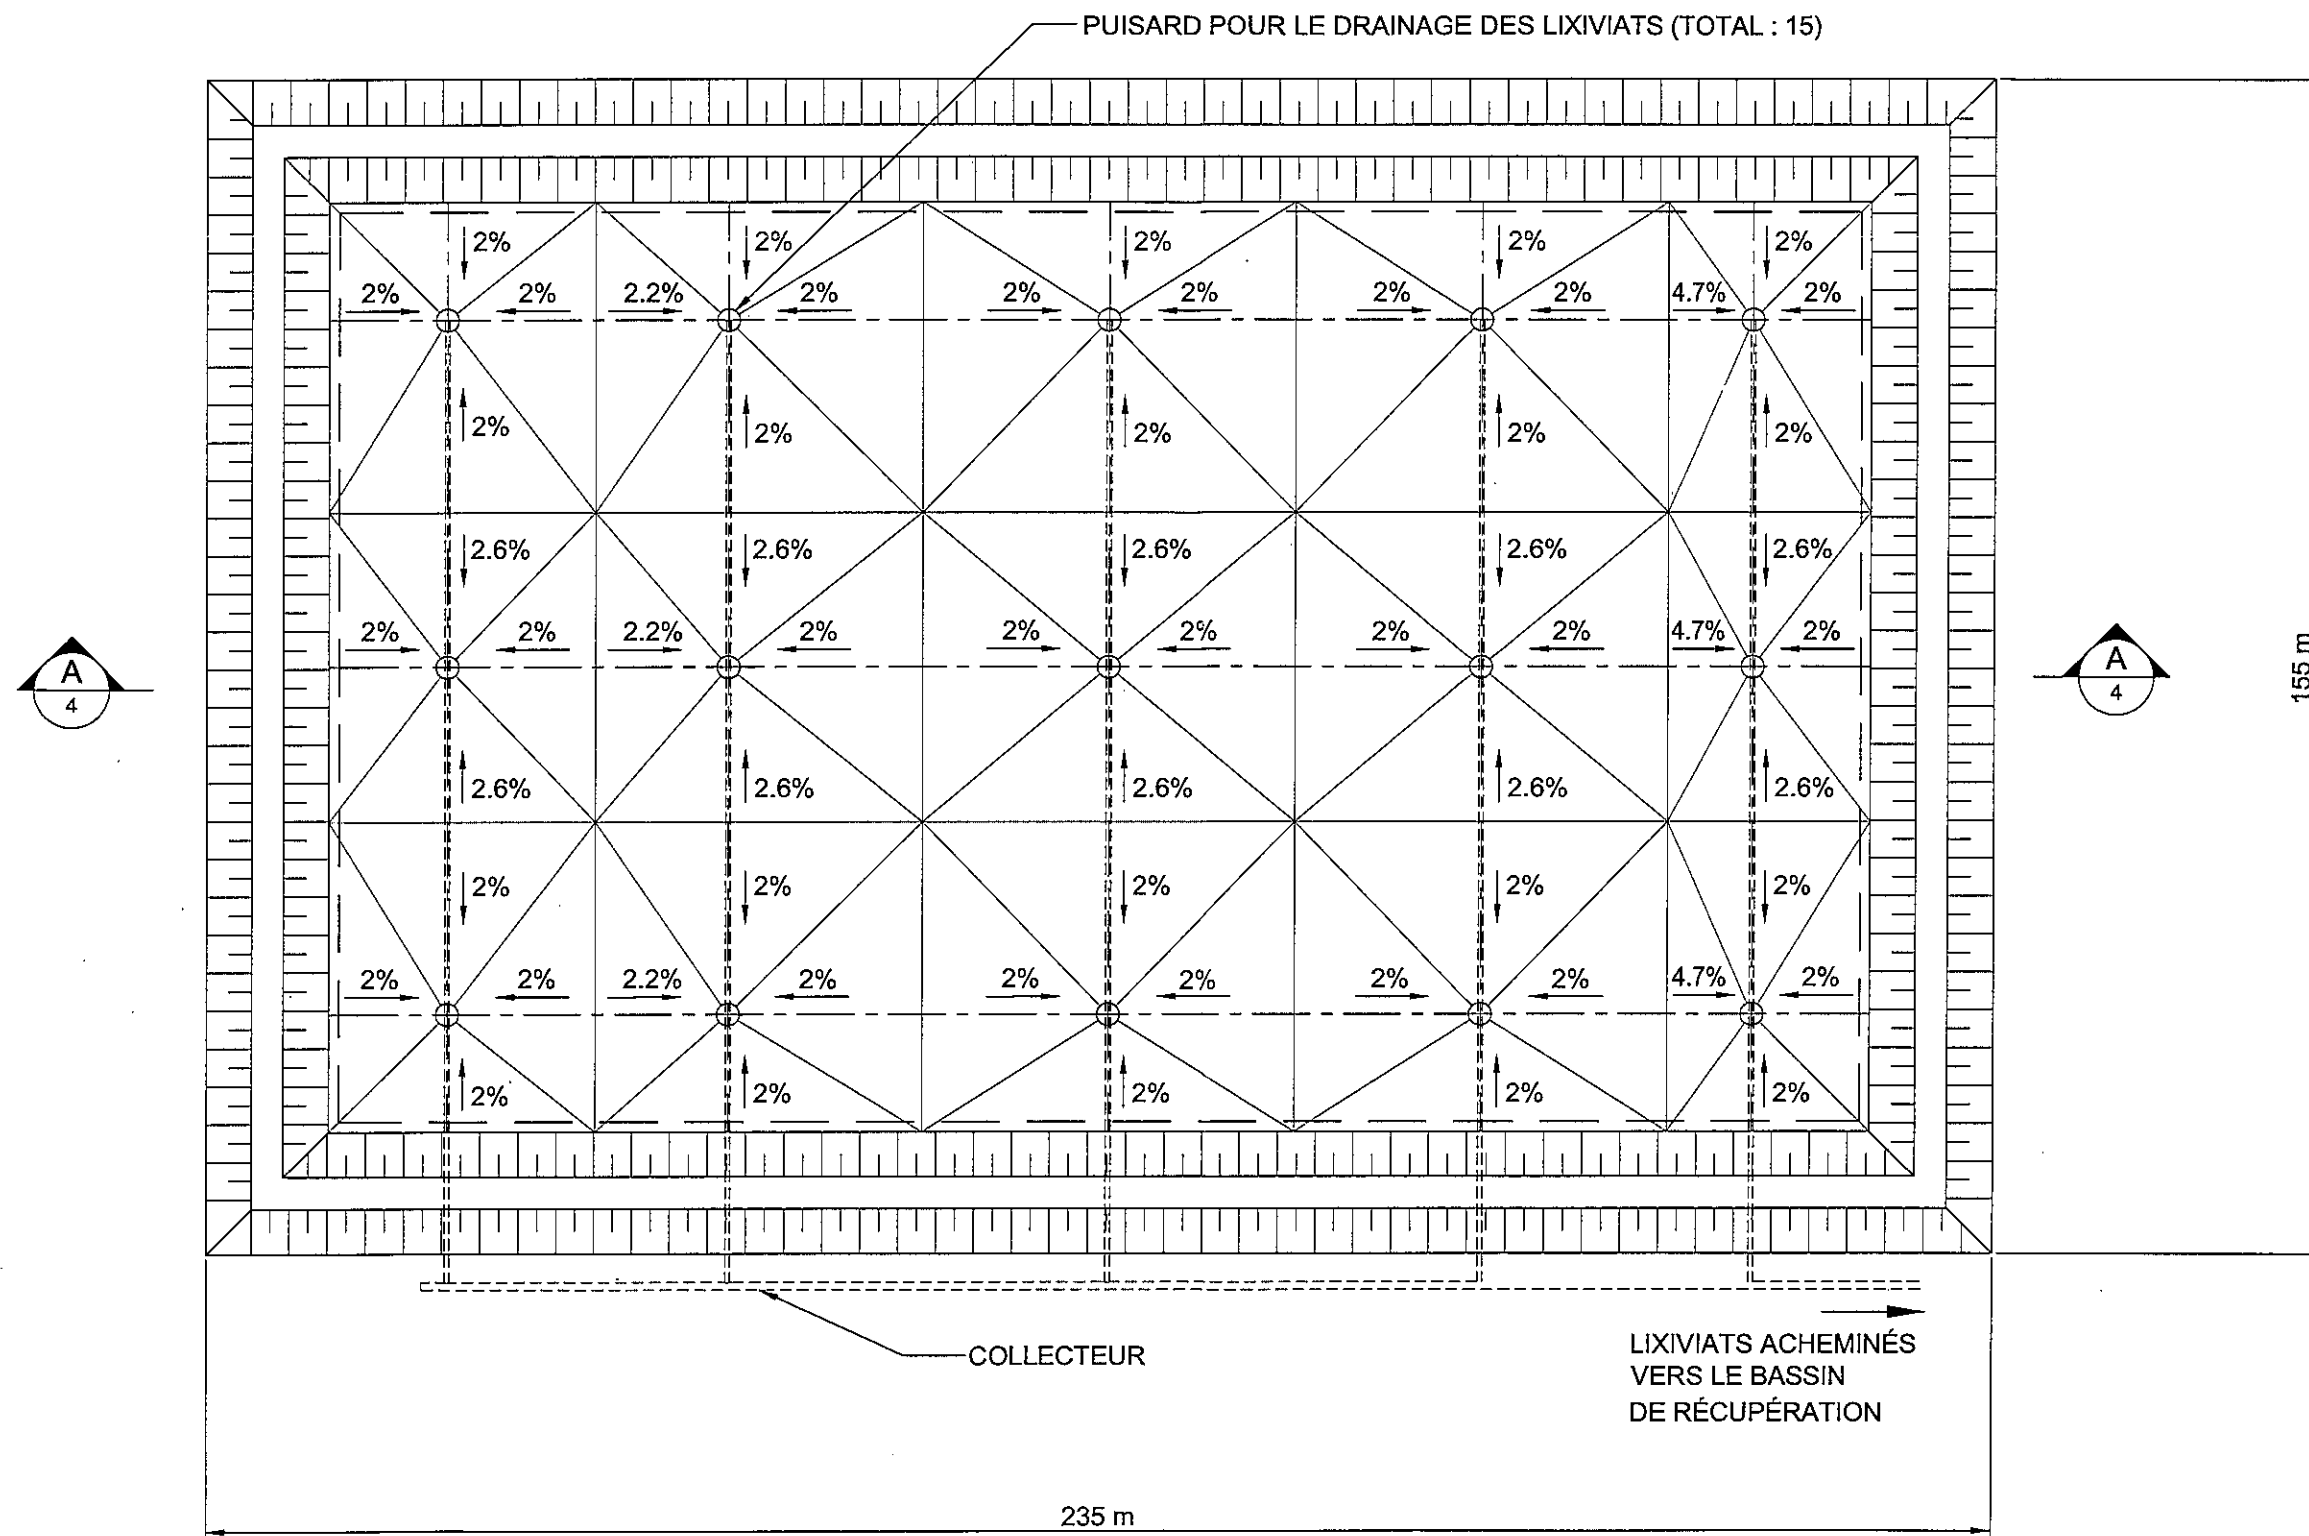 PUISARD POUR LE DRAINAGE DES LIXIVIATS (TOTAL : 15)
2% 2% 2% 2% 2%
2% 2% 2.2% 2% 2% 2% 2% 2% 4.7% 2%
2% 2% 2% 2% 2%
2.6% 2.6% 2.6% 2.6% 2.6%
2% 2% 2.2% 2% 2% 2% 2% 2% 4.7% 2%
A
4
A
4
155 m
2.6% 2.6% 2.6% 2.6% 2.6%
2% 2% 2% 2% 2%
2% 2% 2.2% 2% 2% 2% 2% 2% 4.7% 2%
2% 2% 2% 2% 2%
COLLECTEUR
LIXIVIATS ACHEMINÉS
VERS LE BASSIN
DE RÉCUPÉRATION
235 m